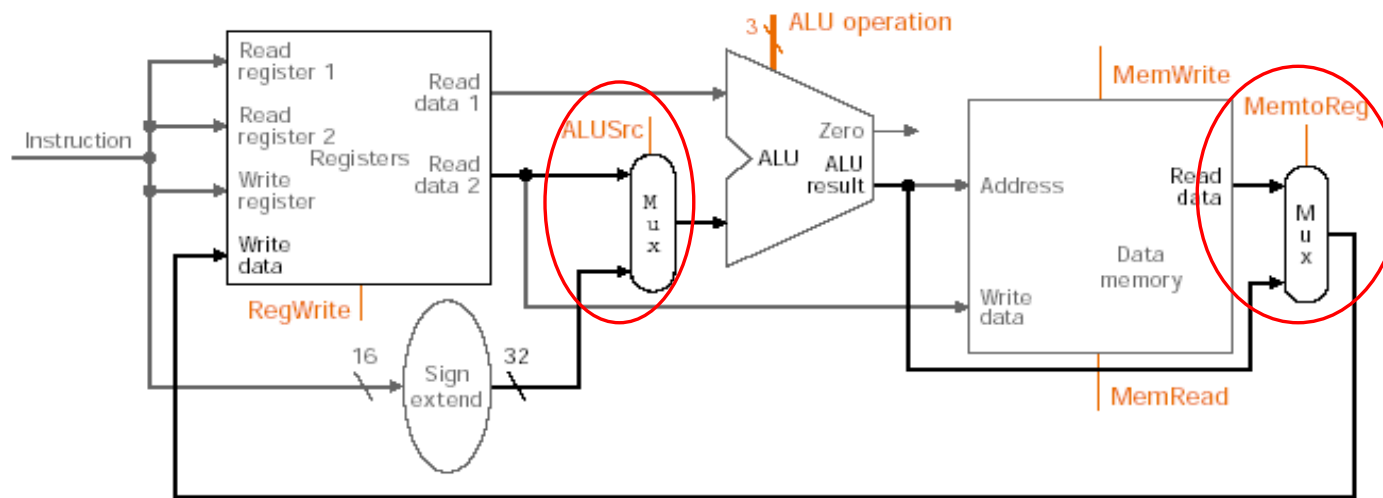 Instruction
Read
register 1
Read
register 2
Registers
Write
register
Write
data
Read
data 1
Read
data 2
RegWrite
16
Sign
extend
32
ALUSrc
M
u
x
3
ALU operation
ALU
Zero
ALU
result
MemWrite
Address
Read
data
Data
memory
Write
data
MemRead
MemtoReg
M
u
x